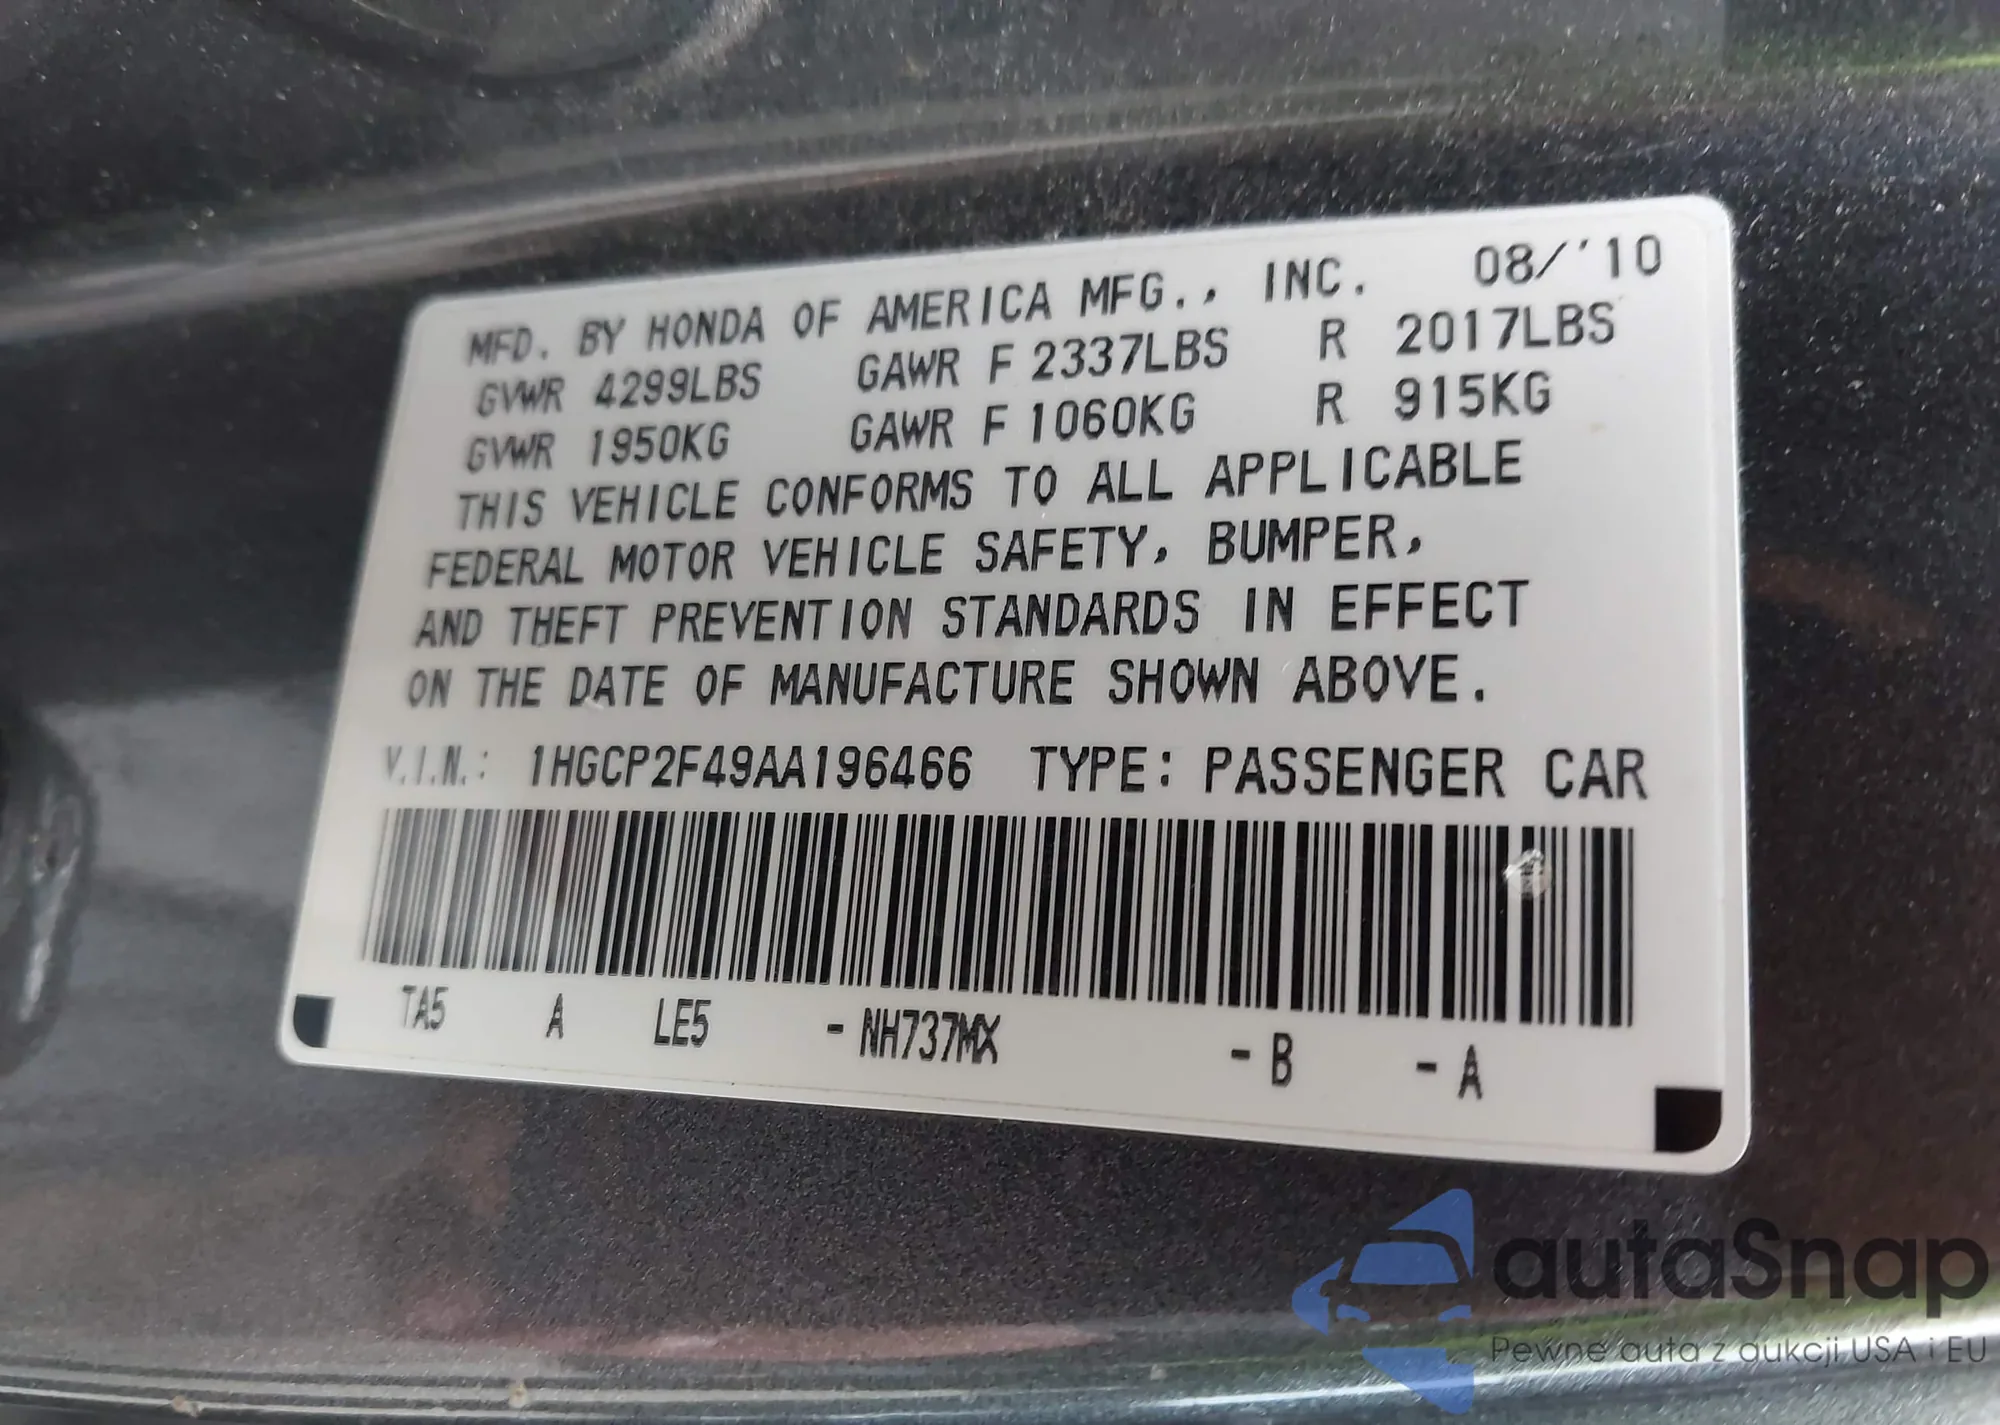 MFD. BY HONDA OF AMERICA MFG., INC. 08/'10
GVWR 4299LBS GAWR F 2337LBS R 2017LBS
GVWR 1950KG GAWR F 1060KG R 915KG
THIS VEHICLE CONFORMS TO ALL APPLICABLE
FEDERAL MOTOR VEHICLE SAFETY, BUMPER,
AND THEFT PREVENTION STANDARDS IN EFFECT
ON THE DATE OF MANUFACTURE SHOWN ABOVE.
V.I.N.: 1HGCP2F49AA196466 TYPE: PASSENGER CAR
TA5 A LE5 -NH737MX -B -A
autaSnap
Pewne auta z aukcji USA i EU